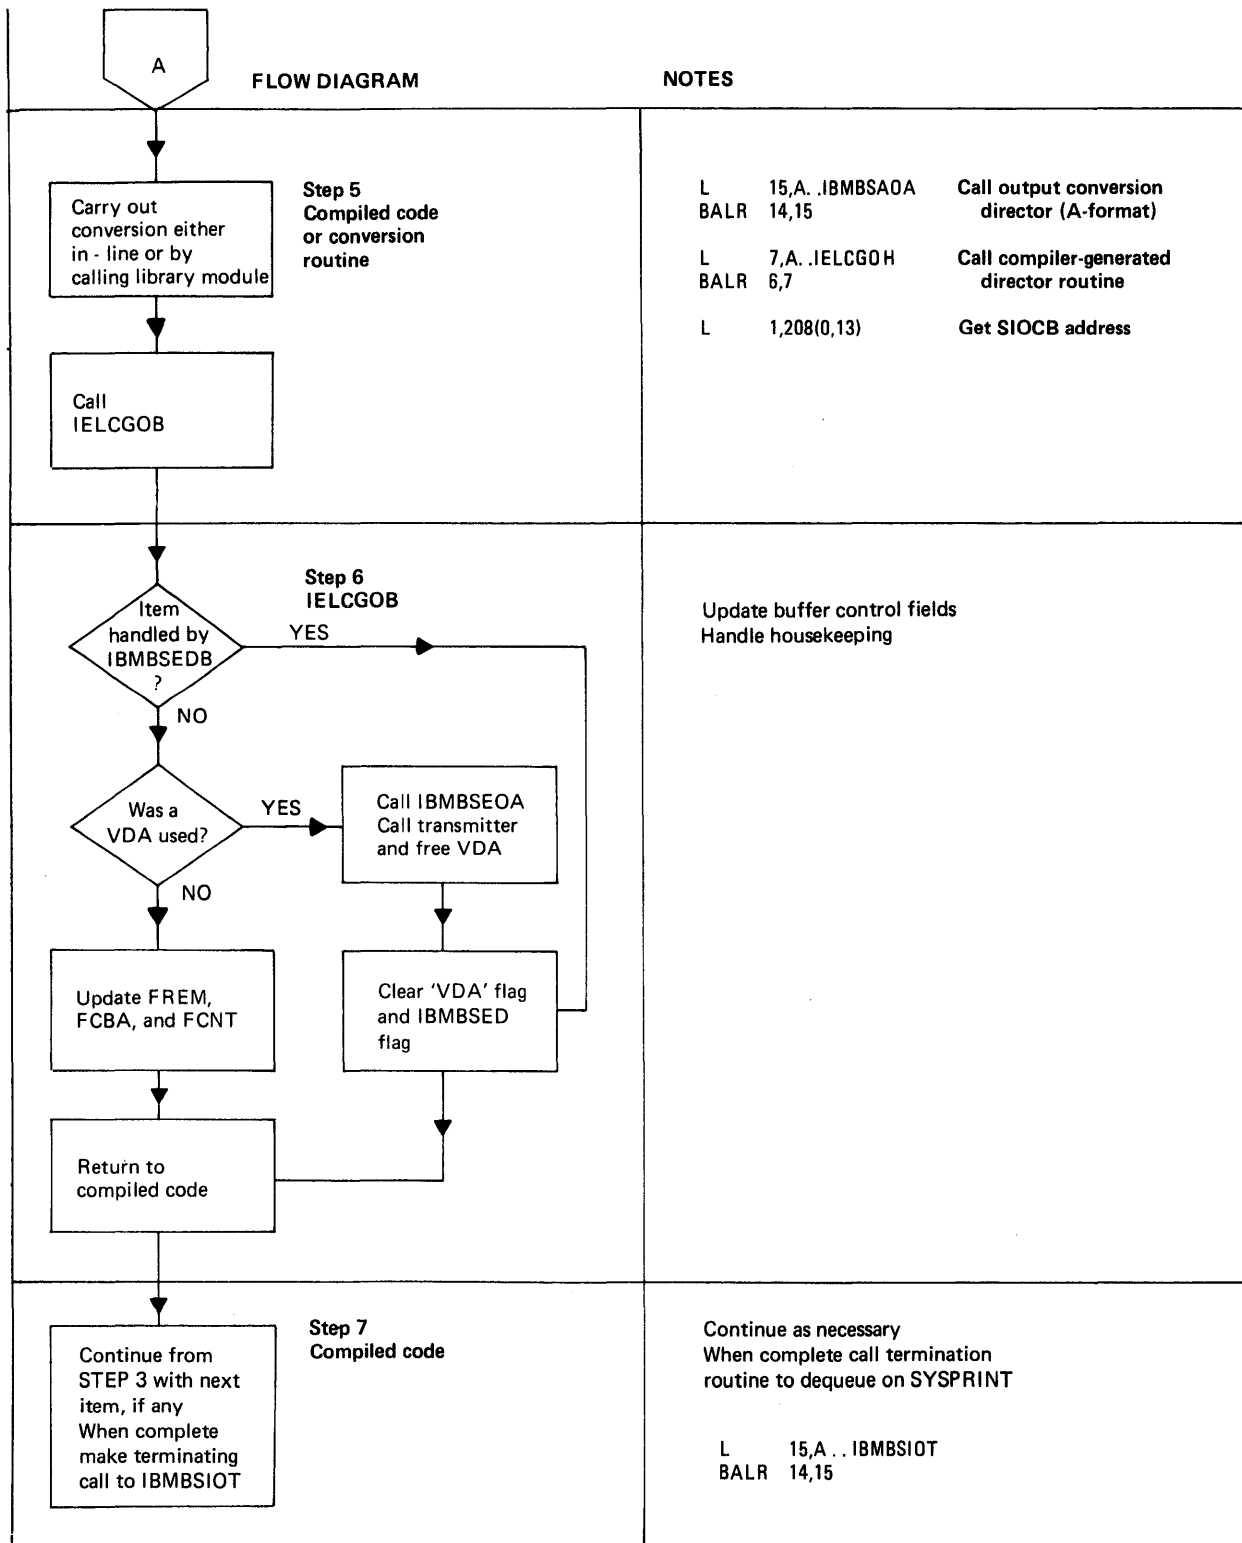 A
FLOW DIAGRAM
NOTES
Carry out
conversion either
in - line or by
calling library module
Step 5
Compiled code
or conversion
routine
L 15,A. .IBMBSAOA Call output conversion
BALR 14,15 director (A-format)
L 7,A. .IELCGOH Call compiler-generated
BALR 6,7 director routine
L 1,208(0,13) Get SIOCB address
Call
IELCGOB
Step 6
IELCGOB
Item
handled by
IBMBSEDB
?
YES
NO
Update buffer control fields
Handle housekeeping
Was a
VDA used?
YES
NO
Call IBMBSEOA
Call transmitter
and free VDA
Update FREM,
FCBA, and FCNT
Clear 'VDA' flag
and IBMBSED
flag
Return to
compiled code
Step 7
Compiled code
Continue from
STEP 3 with next
item, if any
When complete
make terminating
call to IBMBSIOT
Continue as necessary
When complete call termination
routine to dequeue on SYSPRINT
L 15,A . . IBMBSIOT
BALR 14,15